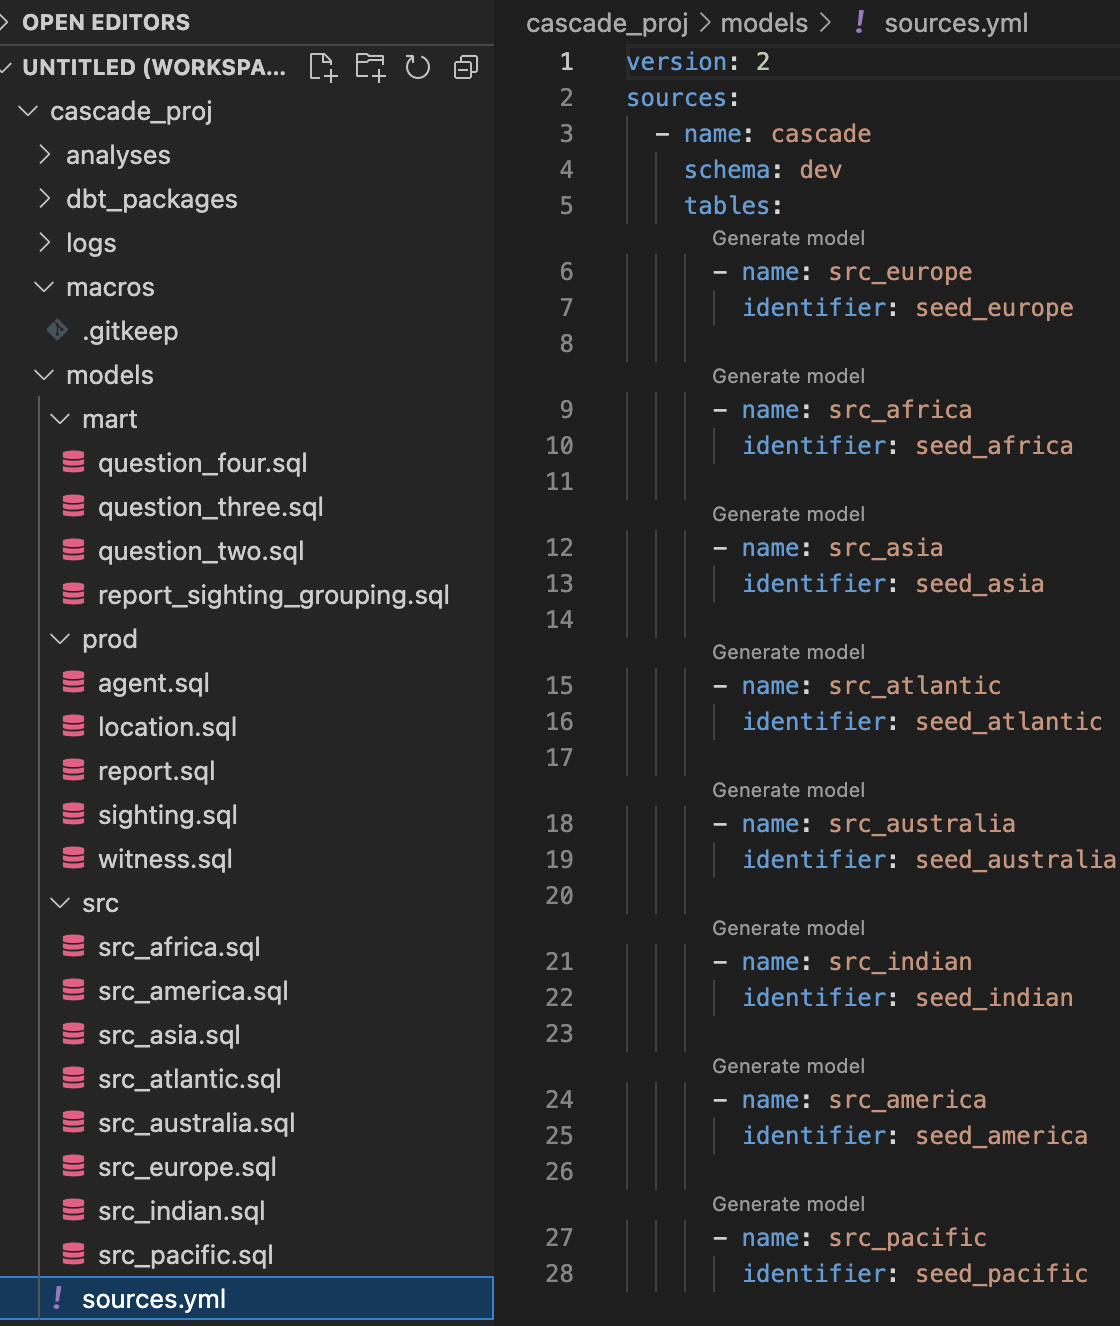 OPEN EDITORS
UNTITLED (WORKSPA...
cascade_proj
analyses
dbt_packages
logs
macros
.gitkeep
models
mart
question_four.sql
question_three.sql
question_two.sql
report_sighting_grouping.sql
prod
agent.sql
location.sql
report.sql
sighting.sql
witness.sql
src
src_africa.sql
src_america.sql
src_asia.sql
src_atlantic.sql
src_australia.sql
src_europe.sql
src_indian.sql
src_pacific.sql
! sources.yml
cascade_proj > models > ! sources.yml
1 version: 2
2 sources:
3 - name: cascade
4 schema: dev
5 tables:
Generate model
6 - name: src_europe
7 identifier: seed_europe
8
Generate model
9 - name: src_africa
10 identifier: seed_africa
11
Generate model
12 - name: src_asia
13 identifier: seed_asia
14
Generate model
15 - name: src_atlantic
16 identifier: seed_atlantic
17
Generate model
18 - name: src_australia
19 identifier: seed_australia
20
Generate model
21 - name: src_indian
22 identifier: seed_indian
23
Generate model
24 - name: src_america
25 identifier: seed_america
26
Generate model
27 - name: src_pacific
28 identifier: seed_pacific